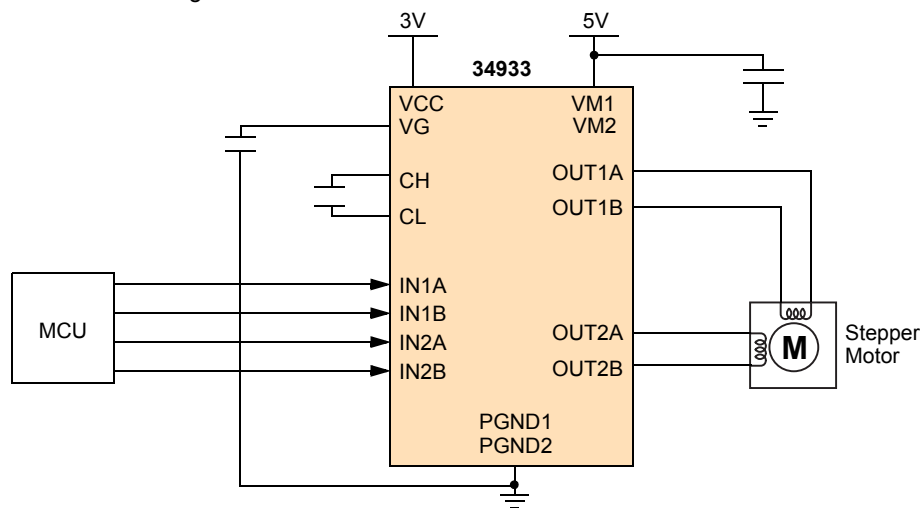 3V
5V
34933
VCC
VG
CH
CL
IN1A
IN1B
IN2A
IN2B
VM1
VM2
OUT1A
OUT1B
OUT2A
OUT2B
PGND1
PGND2
MCU
M
Stepper
Motor